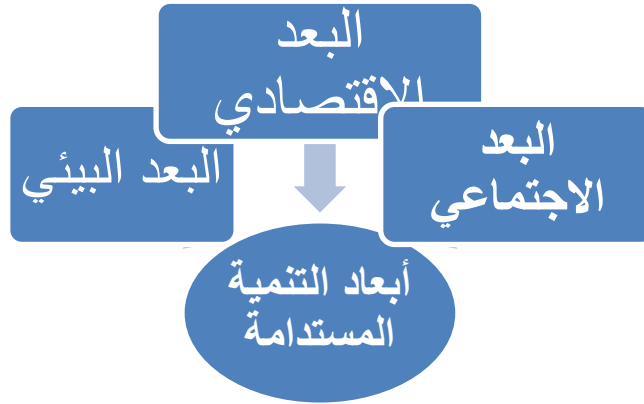 البعد
الاقتصادي
البعد
الاجتماعي
البعد البيئي
أبعاد التنمية
المستدامة